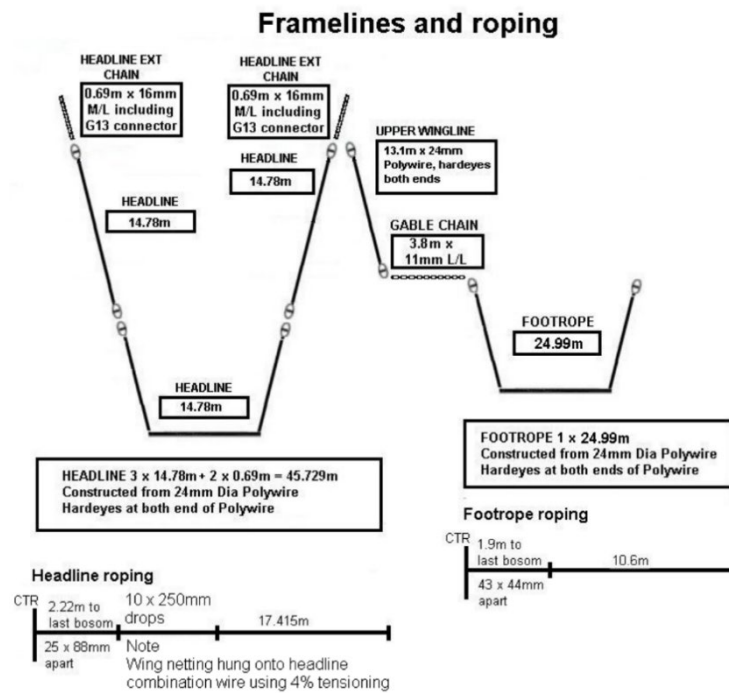 Framelines and roping
HEADLINE EXT
CHAIN
0.69m x 16mm
M/L including
G13 connector
HEADLINE EXT
CHAIN
0.69m x 16mm
M/L including
G13 connector
HEADLINE
14.78m
HEADLINE
14.78m
UPPER WINGLINE
13.1m x 24mm
Polywire, hardeyes
both ends
GABLE CHAIN
3.8m x
11mm L/L
FOOTROPE
24.99m
HEADLINE
14.78m
HEADLINE 3 x 14.78m + 2 x 0.69m = 45.729m
Constructed from 24mm Dia Polywire
Hardeyes at both end of Polywire
FOOTROPE 1 x 24.99m
Constructed from 24mm Dia Polywire
Hardeyes at both ends of Polywire
Footrope roping
CTR
1.9m to
last bosom
10.6m
43 x 44mm
apart
Headline roping
CTR
2.22m to
last bosom
10 x 250mm
drops
17.415m
25 x 88mm
apart
Note
Wing netting hung onto headline
combination wire using 4% tensioning